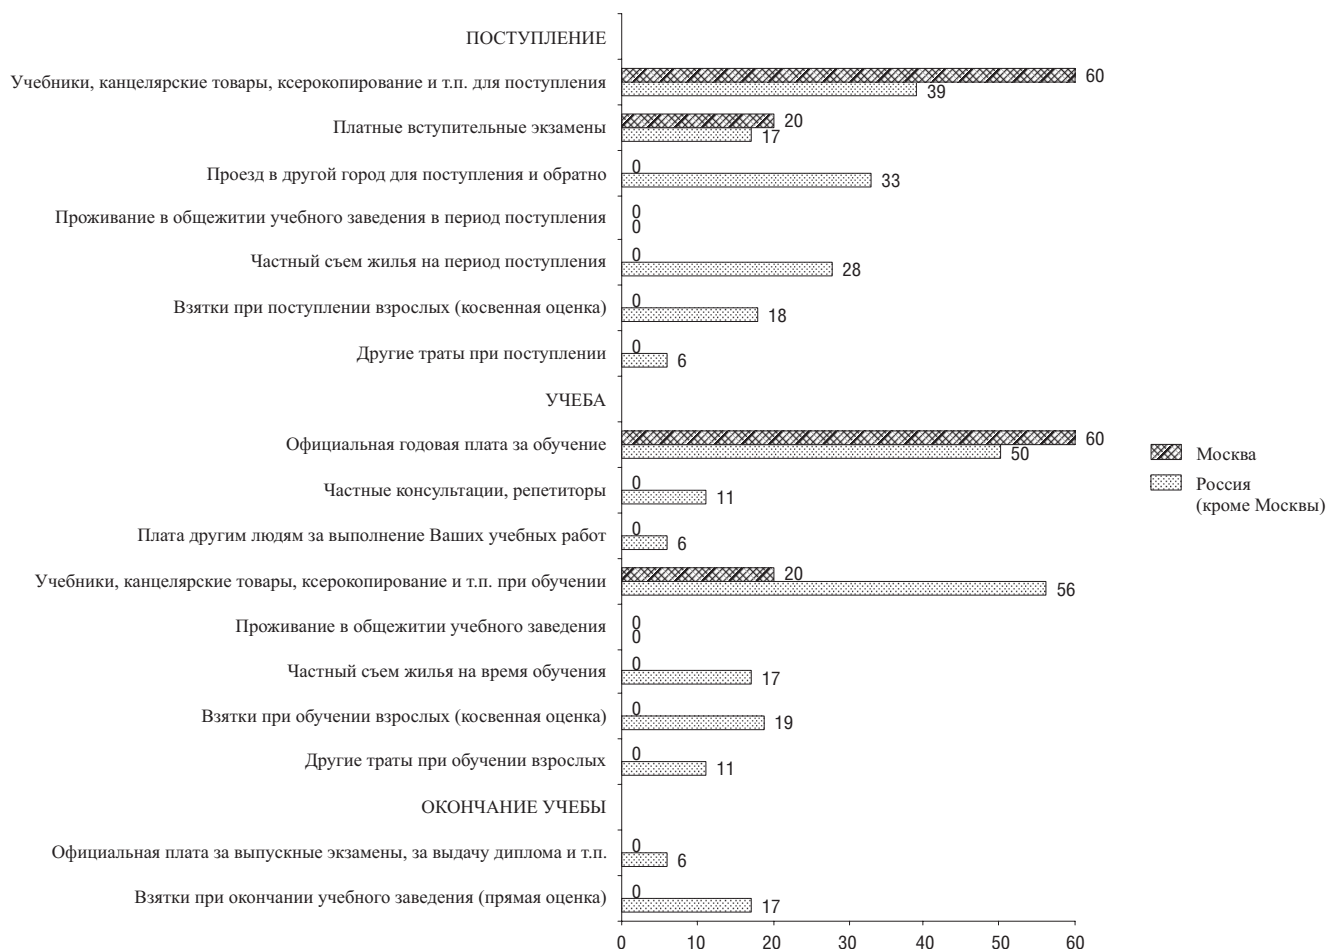 ПОСТУПЛЕНИЕ
Учебники, канцелярские товары, ксерокопирование и т.п. для поступления
60
39
Платные вступительные экзамены
20
17
Проезд в другой город для поступления и обратно
0
33
Проживание в общежитии учебного заведения в период поступления
0
0
Частный съем жилья на период поступления
0
28
Взятки при поступлении взрослых (косвенная оценка)
0
18
Другие траты при поступлении
0
6
УЧЕБА
Официальная годовая плата за обучение
60
50
Частные консультации, репетиторы
0
11
Плата другим людям за выполнение Ваших учебных работ
0
6
Учебники, канцелярские товары, ксерокопирование и т.п. при обучении
20
56
Проживание в общежитии учебного заведения
0
0
Частный съем жилья на время обучения
0
17
Взятки при обучении взрослых (косвенная оценка)
0
19
Другие траты при обучении взрослых
0
11
ОКОНЧАНИЕ УЧЕБЫ
Официальная плата за выпускные экзамены, за выдачу диплома и т.п.
0
6
Взятки при окончании учебного заведения (прямая оценка)
0
17
0 10 20 30 40 50 60
Москва
Россия
(кроме Москвы)